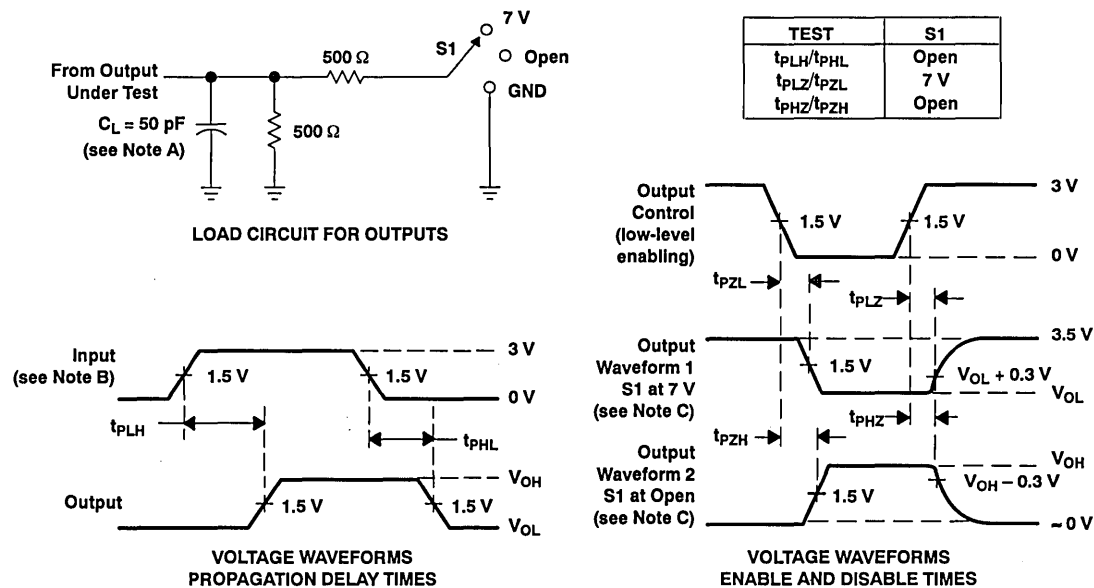 7 V
S1
Open
500 Ω
From Output
Under Test
GND
C_L = 50 pF
(see Note A)
500 Ω
LOAD CIRCUIT FOR OUTPUTS
TEST S1
t_PLH/t_PHL Open
t_PLZ/t_PZL 7 V
t_PHZ/t_PZH Open
Input
(see Note B)
3 V
1.5 V
1.5 V
0 V
t_PLH
t_PHL
Output
V_OH
1.5 V
1.5 V
V_OL
VOLTAGE WAVEFORMS
PROPAGATION DELAY TIMES
Output
Control
(low-level
enabling)
3 V
1.5 V
1.5 V
0 V
t_PZL
t_PLZ
Output
Waveform 1
S1 at 7 V
(see Note C)
3.5 V
1.5 V
V_OL + 0.3 V
V_OL
t_PHZ
t_PZH
Output
Waveform 2
S1 at Open
(see Note C)
V_OH
V_OH – 0.3 V
1.5 V
~ 0 V
VOLTAGE WAVEFORMS
ENABLE AND DISABLE TIMES